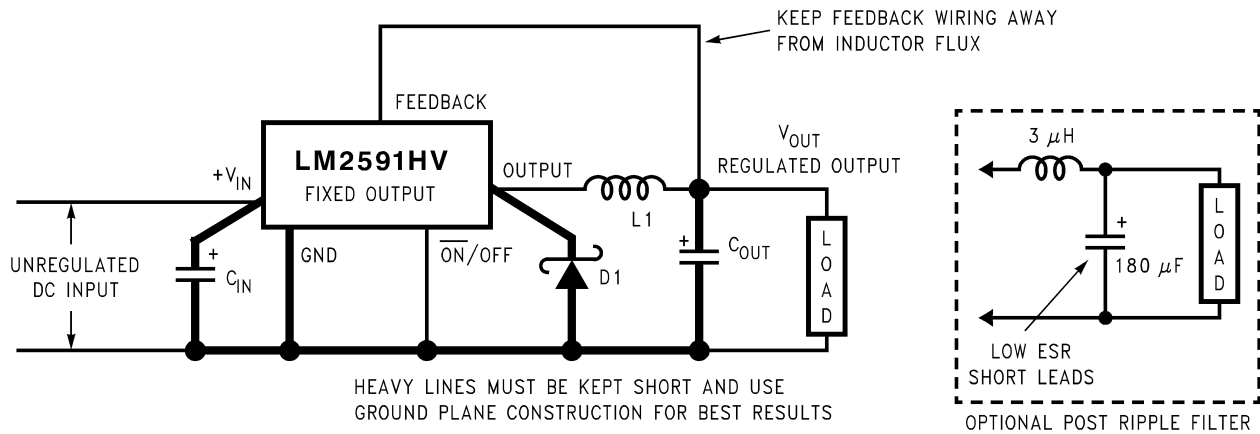 KEEP FEEDBACK WIRING AWAY
FROM INDUCTOR FLUX
FEEDBACK
LM2591HV
FIXED OUTPUT
+VIN
OUTPUT
VOUT
REGULATED OUTPUT
L1
UNREGULATED
DC INPUT
+
CIN
GND
ON/OFF
D1
+
COUT
LOAD
HEAVY LINES MUST BE KEPT SHORT AND USE
GROUND PLANE CONSTRUCTION FOR BEST RESULTS
3 μH
+
180 μF
LOAD
LOW ESR
SHORT LEADS
OPTIONAL POST RIPPLE FILTER